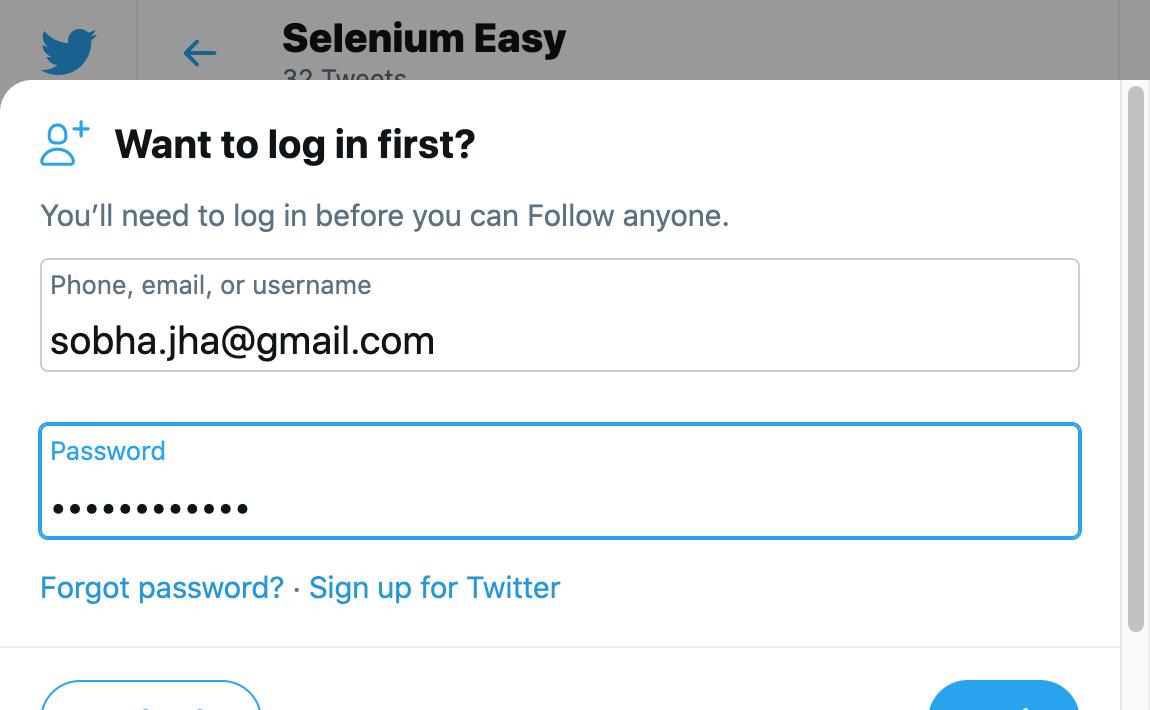 Selenium Easy
32 Tweets
Want to log in first?
You’ll need to log in before you can Follow anyone.
Phone, email, or username
sobha.jha@gmail.com
Password
••••••••••••
Forgot password? · Sign up for Twitter